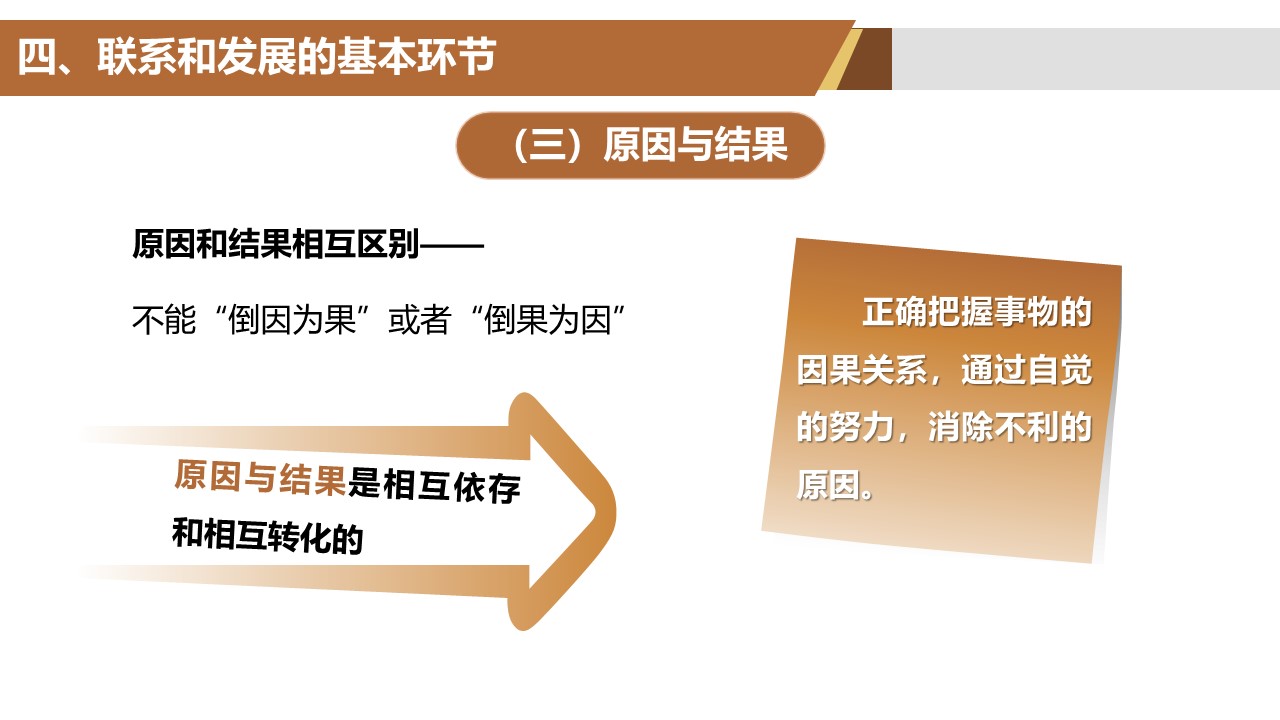 四、联系和发展的基本环节
（三）原因与结果
原因和结果相互区别——
不能“倒因为果”或者“倒果为因”
原因与结果是相互依存
和相互转化的
正确把握事物的
因果关系，通过自觉
的努力，消除不利的
原因。